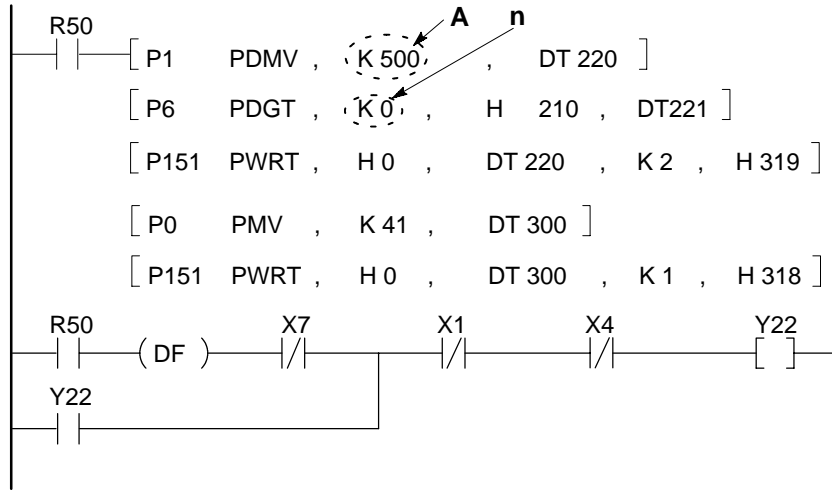 A n
R50
P1 PDMV , K 500 , DT 220
P6 PDGT , K 0 , H 210 , DT221
P151 PWRT , H 0 , DT 220 , K 2 , H 319
P0 PMV , K 41 , DT 300
P151 PWRT , H 0 , DT 300 , K 1 , H 318
R50 X7 X1 X4 Y22
( DF )
Y22